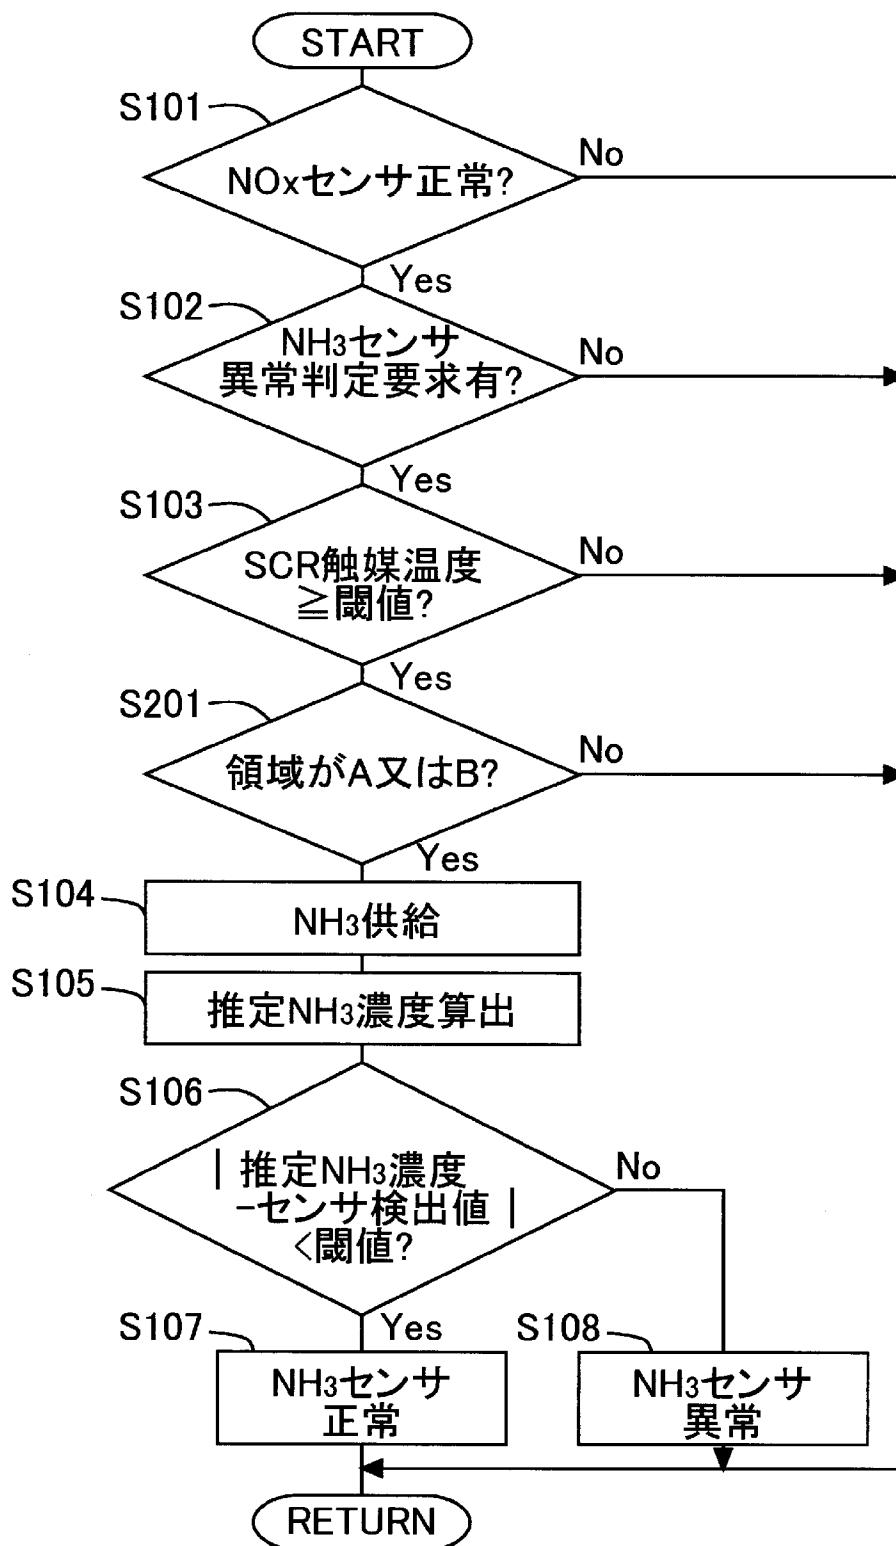 START
S101
NOxセンサ正常?
No
Yes
S102
NH3センサ
異常判定要求有?
No
Yes
S103
SCR触媒温度
≧閾値?
No
Yes
S201
領域がA又はB?
No
Yes
S104
NH3供給
S105
推定NH3濃度算出
S106
| 推定NH3濃度
-センサ検出値 |
<閾値?
No
S107
Yes
S108
NH3センサ
正常
NH3センサ
異常
RETURN